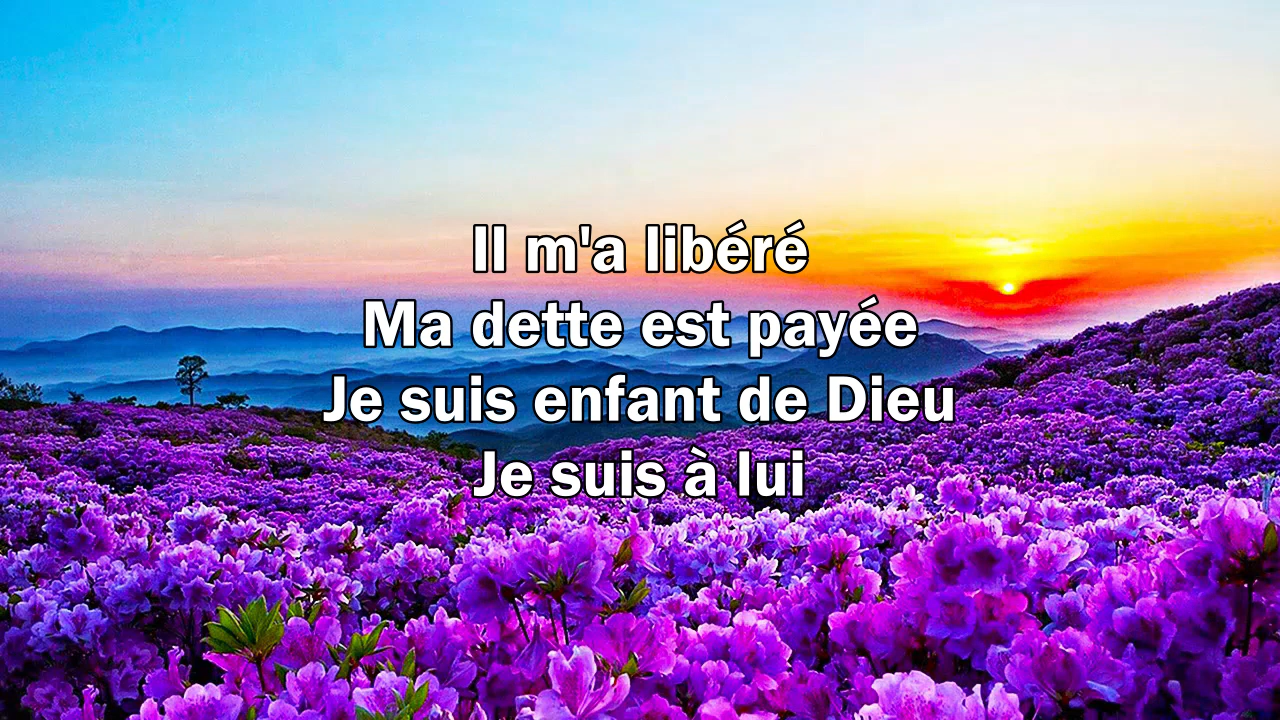 Il m'a libéré
Ma dette est payée
Je suis enfant de Dieu
Je suis à lui